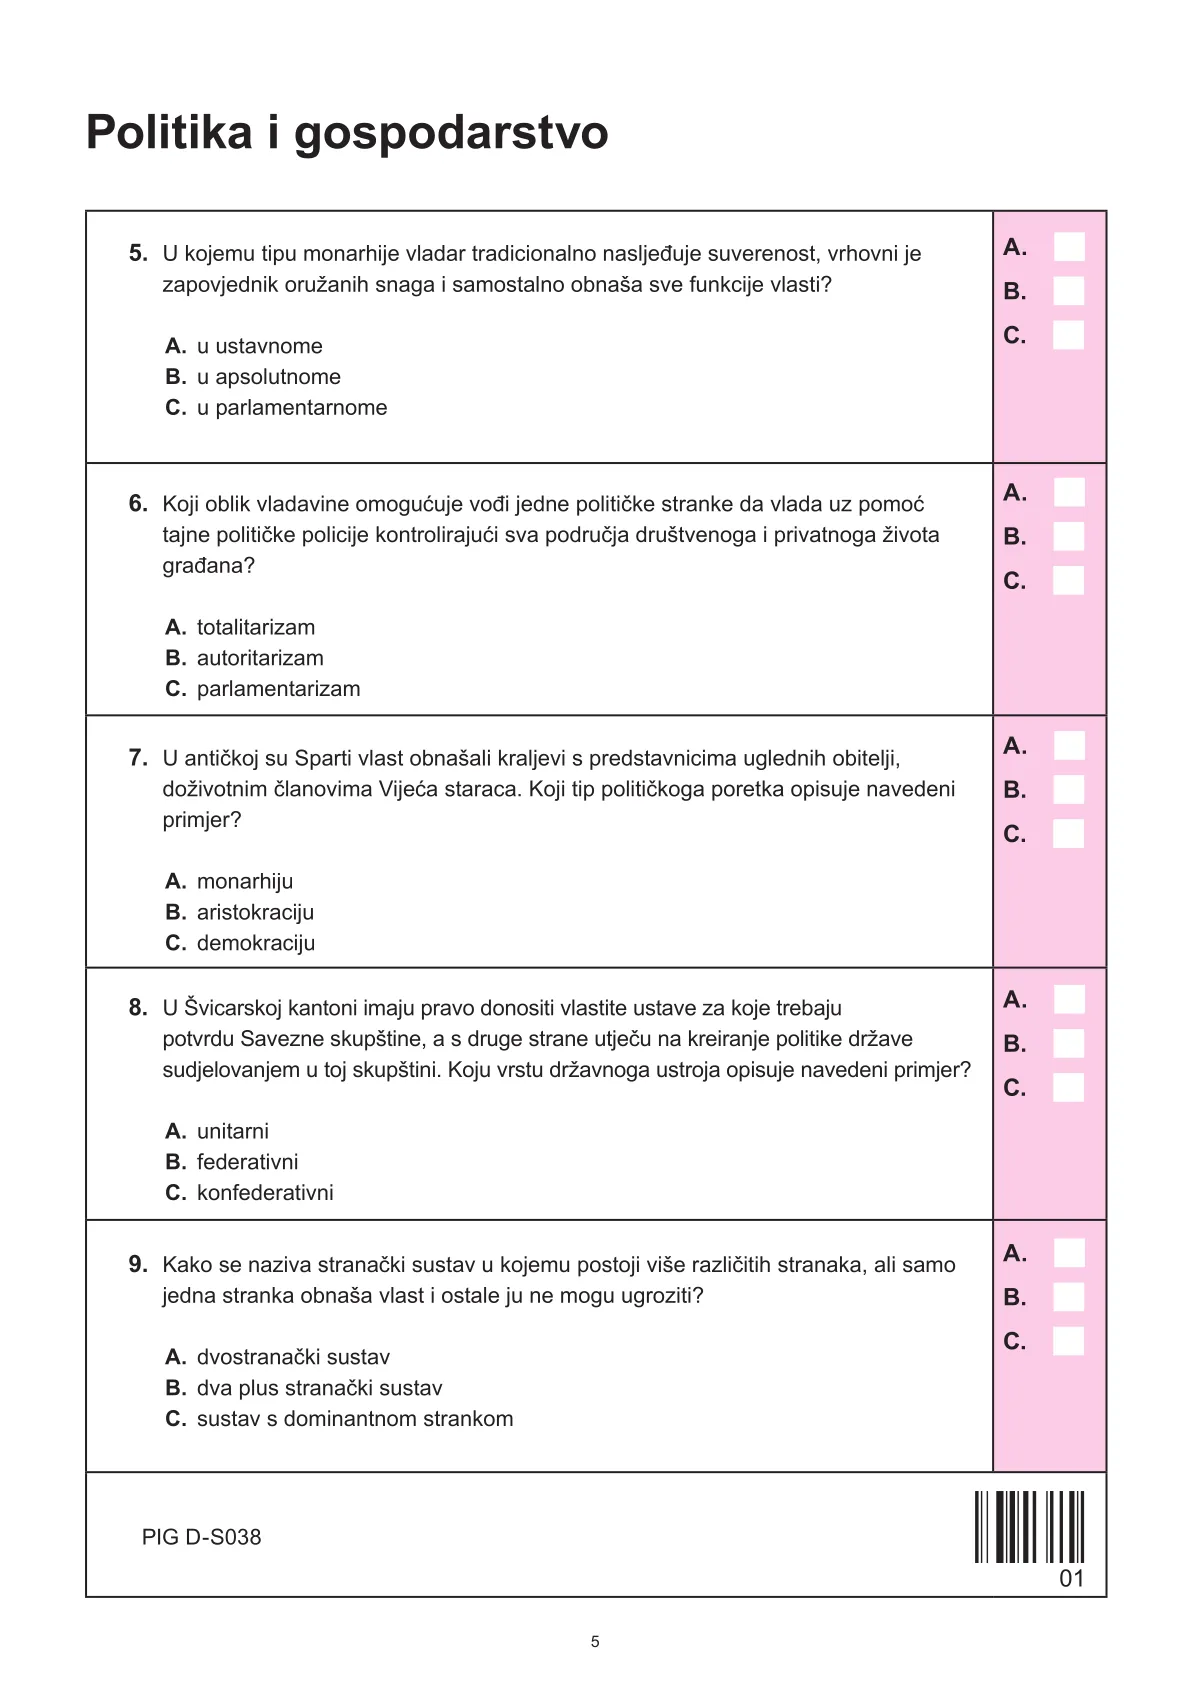 Politika i gospodarstvo
5. U kojemu tipu monarhije vladar tradicionalno nasljeđuje suverenost, vrhovni je
zapovjednik oružanih snaga i samostalno obnaša sve funkcije vlasti?
A. u ustavnome
B. u apsolutnome
C. u parlamentarnome
A.
B.
C.
6. Koji oblik vladavine omogućuje vođi jedne političke stranke da vlada uz pomoć
tajne političke policije kontrolirajući sva područja društvenoga i privatnoga života
građana?
A. totalitarizam
B. autoritarizam
C. parlamentarizam
A.
B.
C.
7. U antičkoj su Sparti vlast obnašali kraljevi s predstavnicima uglednih obitelji,
doživotnim članovima Vijeća staraca. Koji tip političkoga poretka opisuje navedeni
primjer?
A. monarhiju
B. aristokraciju
C. demokraciju
A.
B.
C.
8. U Švicarskoj kantoni imaju pravo donositi vlastite ustave za koje trebaju
potvrdu Savezne skupštine, a s druge strane utječu na kreiranje politike države
sudjelovanjem u toj skupštini. Koju vrstu državnoga ustroja opisuje navedeni primjer?
A. unitarni
B. federativni
C. konfederativni
A.
B.
C.
9. Kako se naziva stranački sustav u kojemu postoji više različitih stranaka, ali samo
jedna stranka obnaša vlast i ostale ju ne mogu ugroziti?
A. dvostranački sustav
B. dva plus stranački sustav
C. sustav s dominantnom strankom
A.
B.
C.
PIG D-S038
01
5